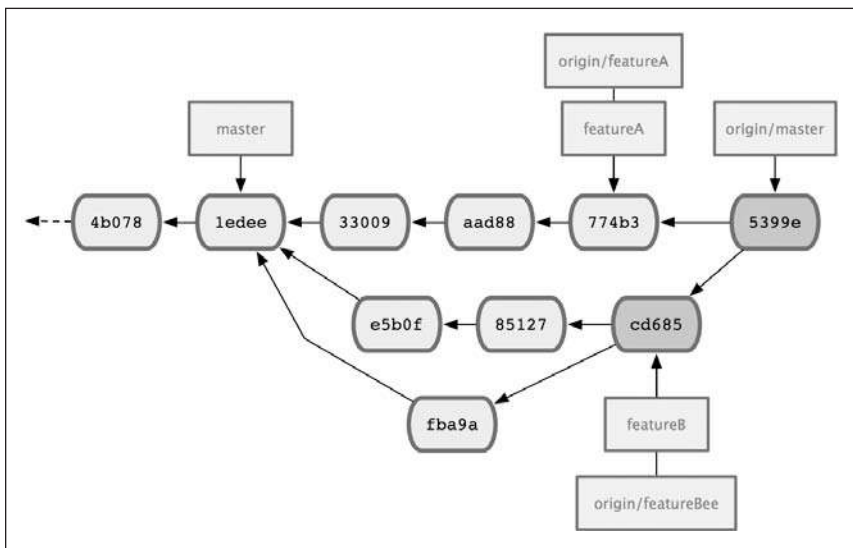 origin/featureA
master
featureA
origin/master
4b078
1edee
33009
aad88
774b3
5399e
e5b0f
85127
cd685
fba9a
featureB
origin/featureBee